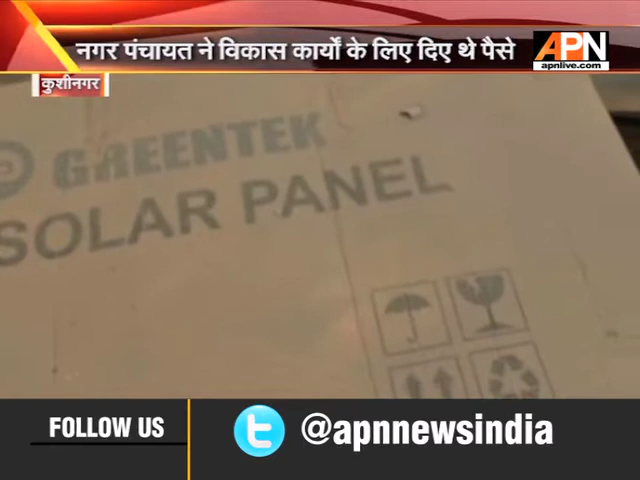 नगर पंचायत ने विकास कार्यों के लिए दिए थे पैसे
APN
apnlive.com
कुशीनगर
GREENTEK
SOLAR PANEL
FOLLOW US
@apnnewsindia